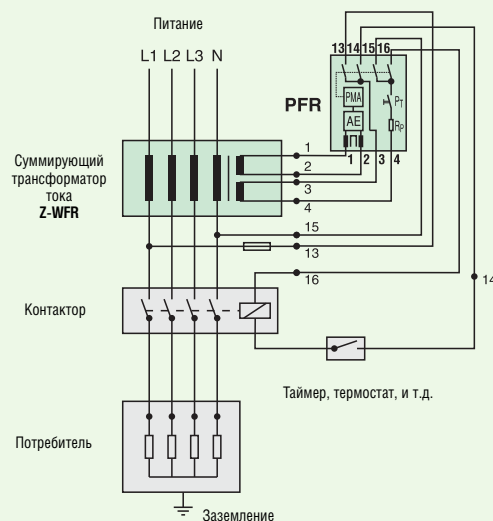 Питание
L1 L2 L3 N
13 14 15 16
PFR
PMA
AE
PT
RP
1 2 3 4
Суммирующий
трансформатор
тока
Z-WFR
1
2
3
4
15
13
16
14
Контактор
Таймер, термостат, и т.д.
Потребитель
Заземление